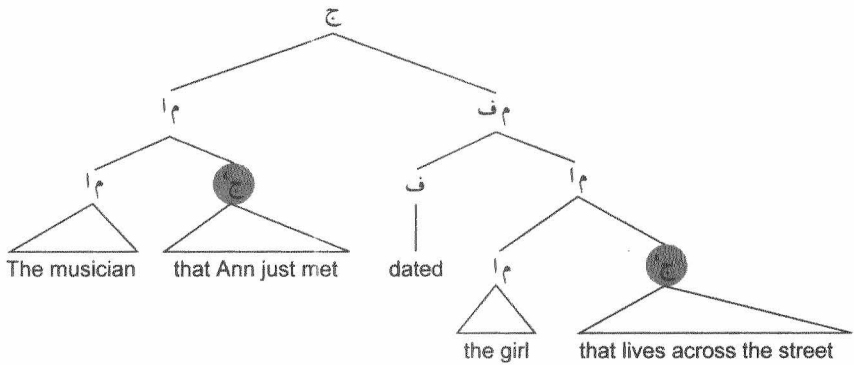 ج
م ا م ف
م ا جَ ف م ا
The musician that Ann just met dated م ا جَ
the girl that lives across the street